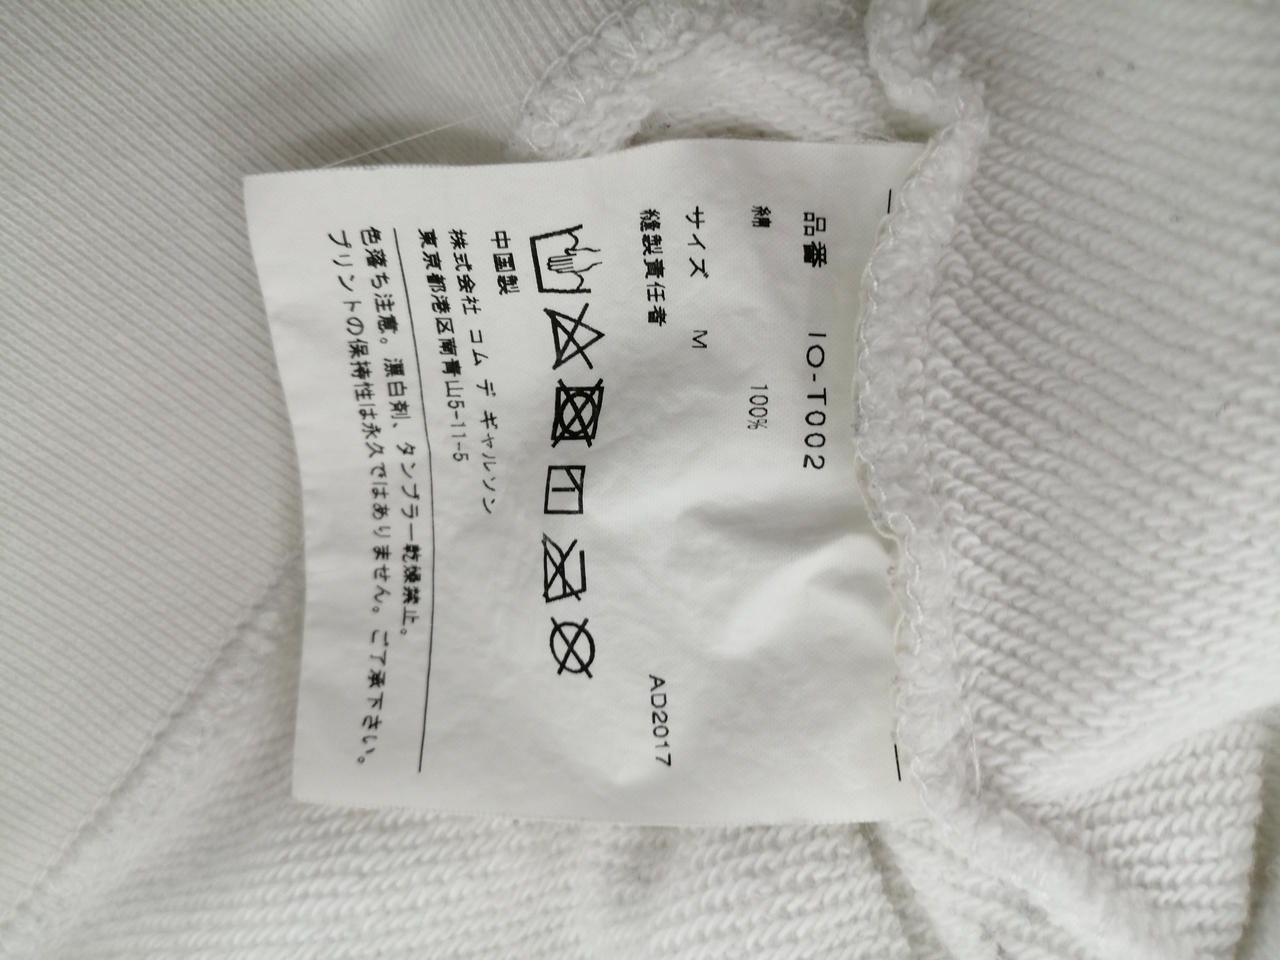 品番 IO-T002
綿 100%
サイズ M
縫製責任者 AD2017
中国製
株式会社 コム デ ギャルソン
東京都港区南青山5-11-5
色落ち注意。漂白剤、タンブラー乾燥禁止。
プリントの保持性は永久ではありません。ご了承下さい。